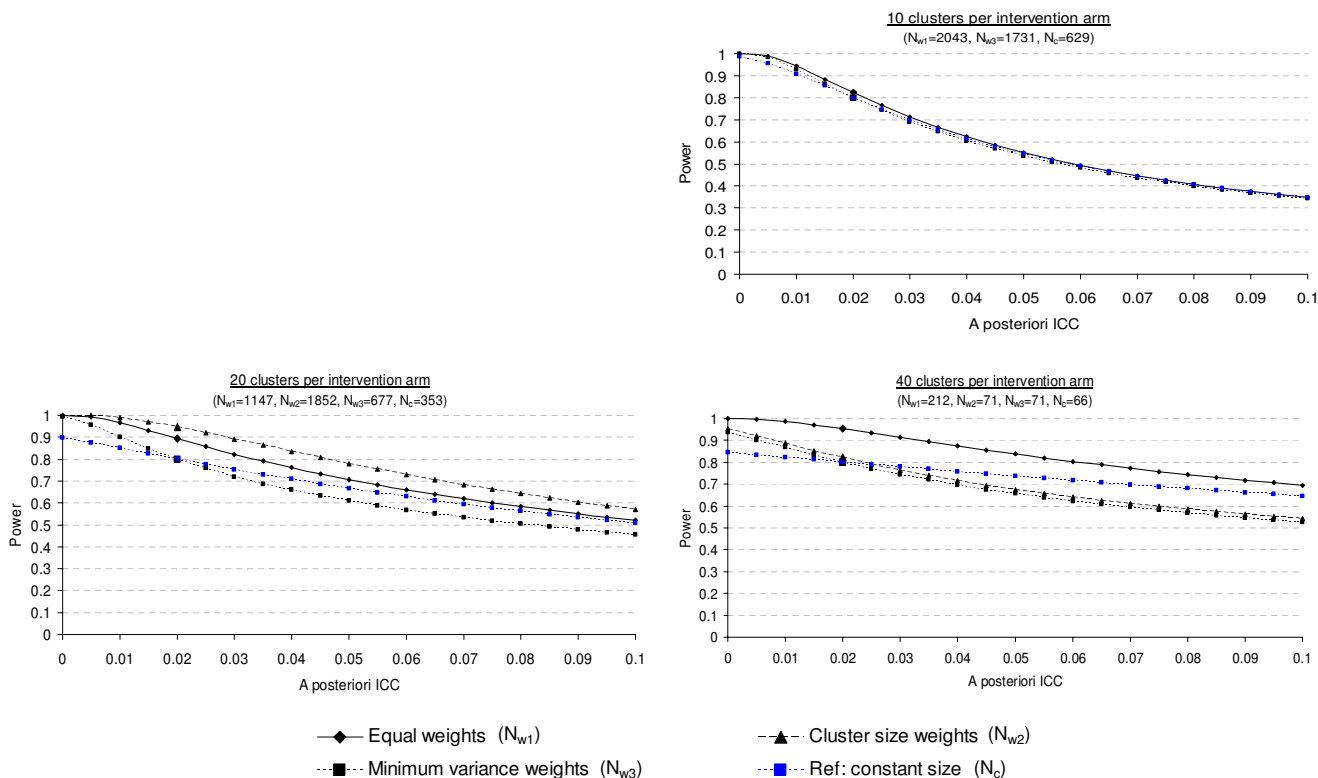 10 clusters per intervention arm
(Nw1=2043, Nw3=1731, Nc=629)
1
0.9
0.8
0.7
0.6
0.5
0.4
0.3
0.2
0.1
0
Power
0 0.01 0.02 0.03 0.04 0.05 0.06 0.07 0.08 0.09 0.1
A posteriori ICC
20 clusters per intervention arm
(Nw1=1147, Nw2=1852, Nw3=677, Nc=353)
1
0.9
0.8
0.7
0.6
0.5
0.4
0.3
0.2
0.1
0
Power
0 0.01 0.02 0.03 0.04 0.05 0.06 0.07 0.08 0.09 0.1
A posteriori ICC
40 clusters per intervention arm
(Nw1=212, Nw2=71, Nw3=71, Nc=66)
1
0.9
0.8
0.7
0.6
0.5
0.4
0.3
0.2
0.1
0
Power
0 0.01 0.02 0.03 0.04 0.05 0.06 0.07 0.08 0.09 0.1
A posteriori ICC
Equal weights (Nw1)
Cluster size weights (Nw2)
Minimum variance weights (Nw3)
Ref: constant size (Nc)